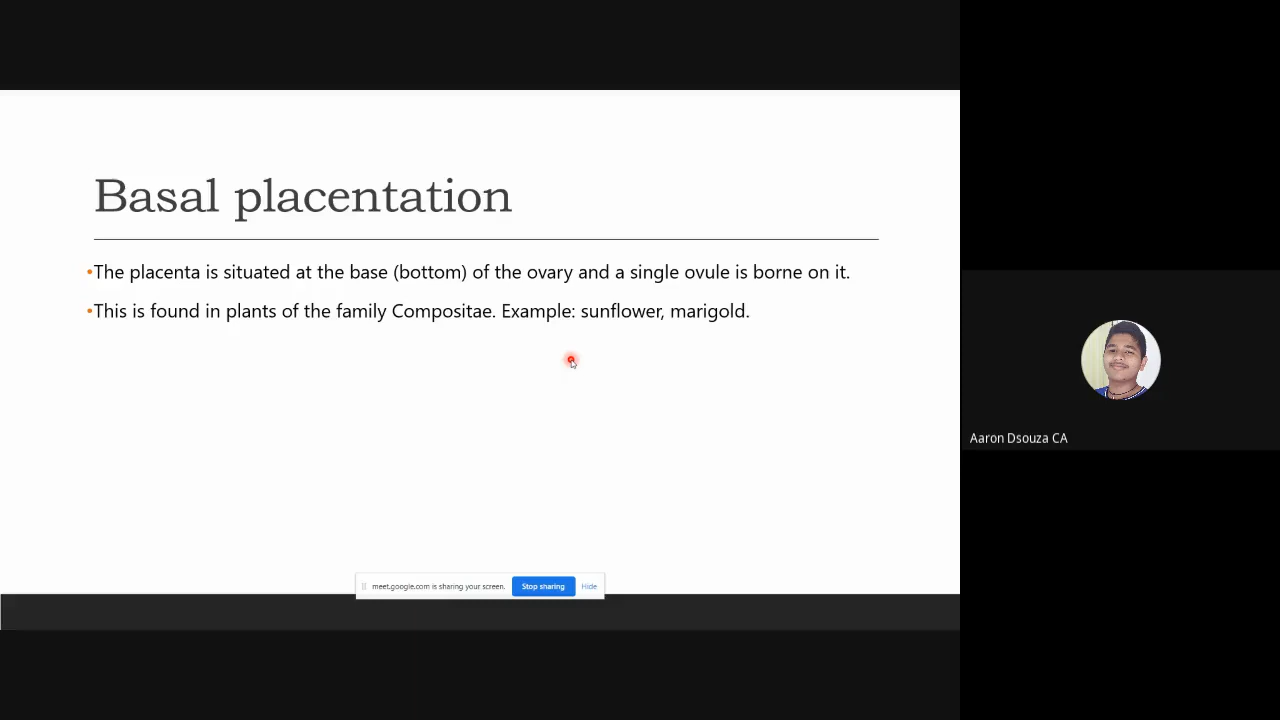 Basal placentation
•The placenta is situated at the base (bottom) of the ovary and a single ovule is borne on it.
•This is found in plants of the family Compositae. Example: sunflower, marigold.
Aaron Dsouza CA
meet.google.com is sharing your screen. Stop sharing Hide